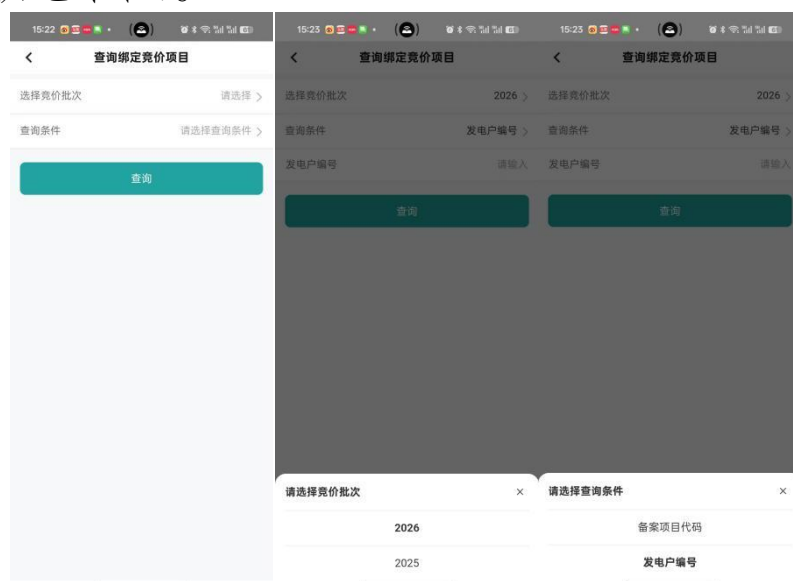 15:22
查询绑定竞价项目
选择竞价批次 请选择
查询条件 请选择查询条件
查询
15:23
查询绑定竞价项目
选择竞价批次 2026
查询条件 发电户编号
发电户编号 请输入
查询
请选择竞价批次 ×
2026
2025
15:23
查询绑定竞价项目
选择竞价批次 2026
查询条件 发电户编号
发电户编号 请输入
查询
请选择查询条件 ×
备案项目代码
发电户编号